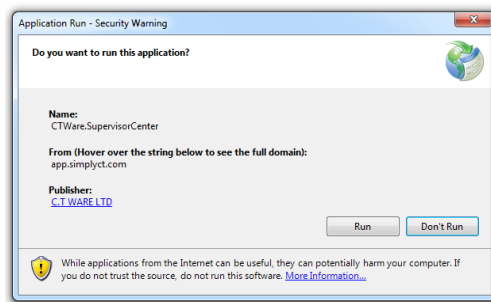 Application Run - Security Warning
Do you want to run this application?
Name:
CTWare.SupervisorCenter
From (Hover over the string below to see the full domain):
app.simplyct.com
Publisher:
C.T WARE LTD
Run
Don't Run
While applications from the Internet can be useful, they can potentially harm your computer. If
you do not trust the source, do not run this software. More Information...